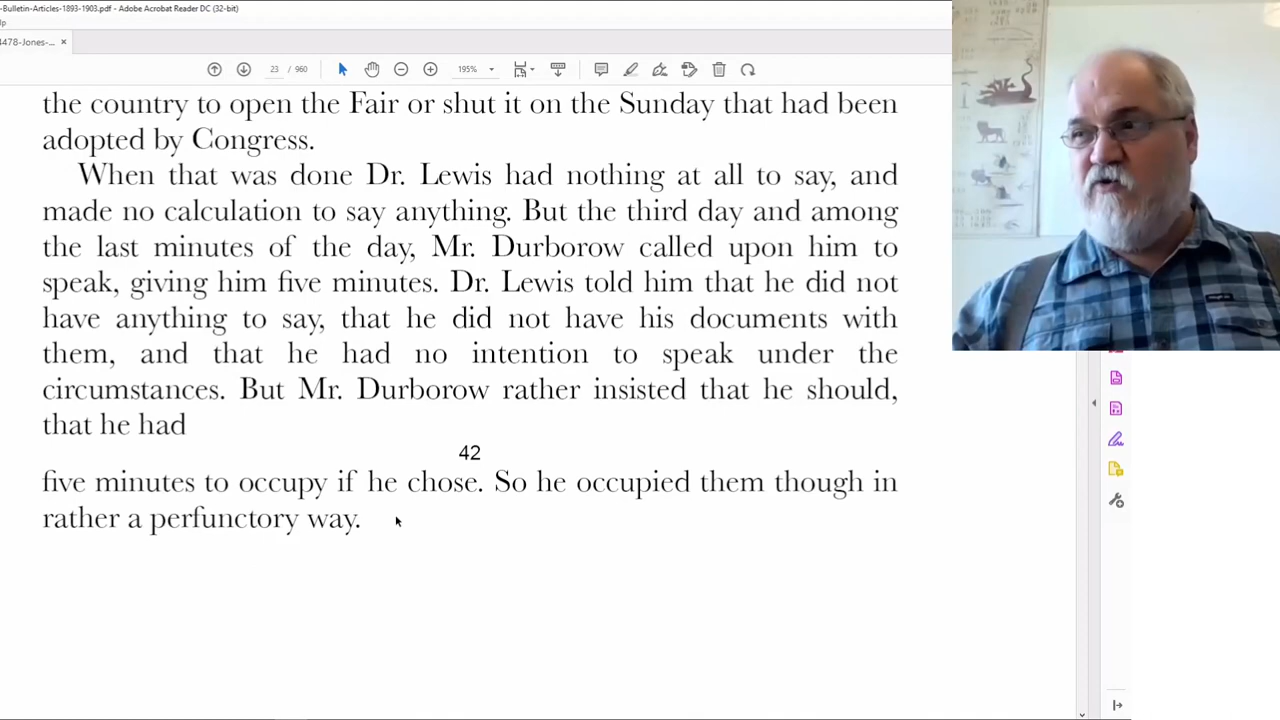 -Bulletin-Articles-1893-1903.pdf - Adobe Acrobat Reader DC (32-bit)
lp
4478-Jones-... ×
23 / 960 195%
the country to open the Fair or shut it on the Sunday that had been
adopted by Congress.
When that was done Dr. Lewis had nothing at all to say, and
made no calculation to say anything. But the third day and among
the last minutes of the day, Mr. Durborow called upon him to
speak, giving him five minutes. Dr. Lewis told him that he did not
have anything to say, that he did not have his documents with
them, and that he had no intention to speak under the
circumstances. But Mr. Durborow rather insisted that he should,
that he had
42
five minutes to occupy if he chose. So he occupied them though in
rather a perfunctory way.